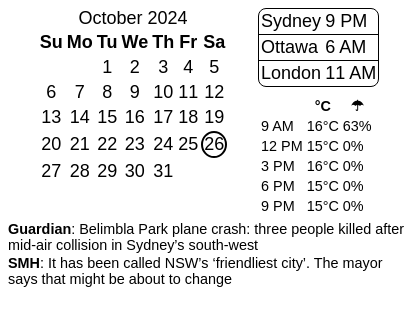 October 2024
Su Mo Tu We Th Fr Sa
1 2 3 4 5
6 7 8 9 10 11 12
13 14 15 16 17 18 19
20 21 22 23 24 25 26
27 28 29 30 31
Sydney 9 PM
Ottawa 6 AM
London 11 AM
°C ☂
9 AM 16°C 63%
12 PM 15°C 0%
3 PM 16°C 0%
6 PM 15°C 0%
9 PM 15°C 0%
Guardian: Belimbla Park plane crash: three people killed after
mid-air collision in Sydney’s south-west
SMH: It has been called NSW’s ‘friendliest city’. The mayor
says that might be about to change